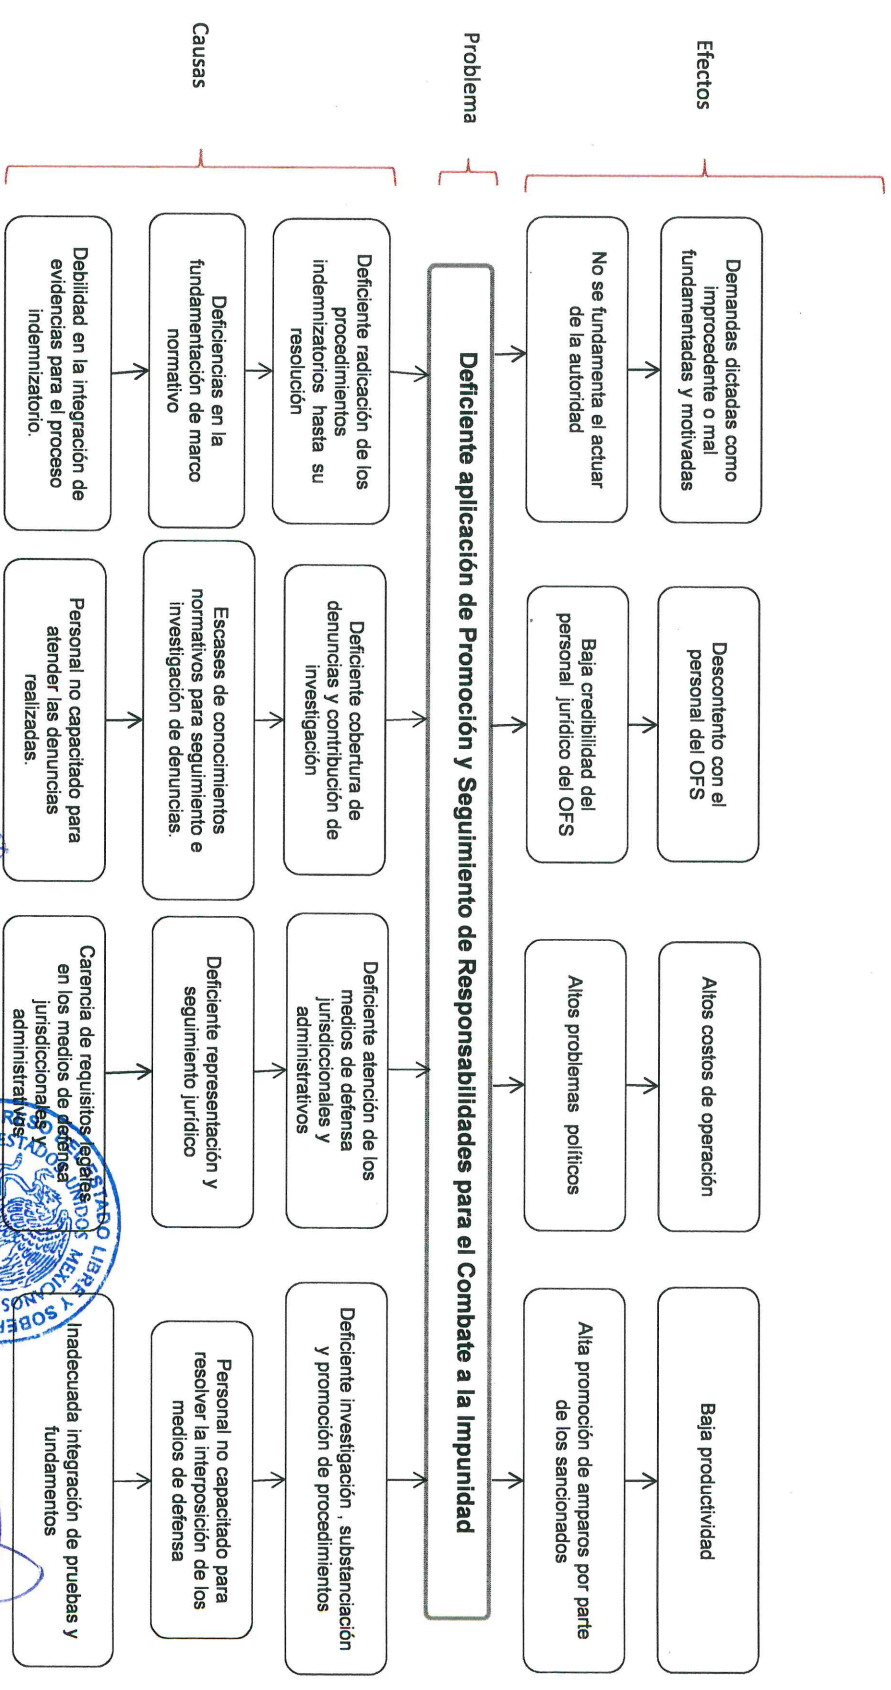 Efectos
Demandas dictadas como
improcedente o mal
fundamentadas y motivadas
Descontento con el
personal del OFS
Altos costos de operación
Baja productividad
No se fundamenta el actuar
de la autoridad
Baja credibilidad del
personal jurídico del OFS
Altos problemas políticos
Alta promoción de amparos por parte
de los sancionados
Problema
Deficiente aplicación de Promoción y Seguimiento de Responsabilidades para el Combate a la Impunidad
Causas
Deficiente radicación de los
procedimientos
indemnizatorios hasta su
resolución
Deficiente cobertura de
denuncias y contribución de
investigación
Deficiente atención de los
medios de defensa
jurisdiccionales y
administrativos
Deficiente investigación , substanciación
y promoción de procedimientos
Deficiencias en la
fundamentación de marco
normativo
Escases de conocimientos
normativos para seguimiento e
investigación de denuncias.
Deficiente representación y
seguimiento jurídico
Personal no capacitado para
resolver la interposición de los
medios de defensa
Debilidad en la integración de
evidencias para el proceso
indemnizatorio.
Personal no capacitado para
atender las denuncias
realizadas.
Carencia de requisitos legales
en los medios de defensa
jurisdiccionales y
administrativos
Inadecuada integración de pruebas y
fundamentos
ESTADO LIBRE Y SOBER
ESTADOS UNIDOS MEXICANOS